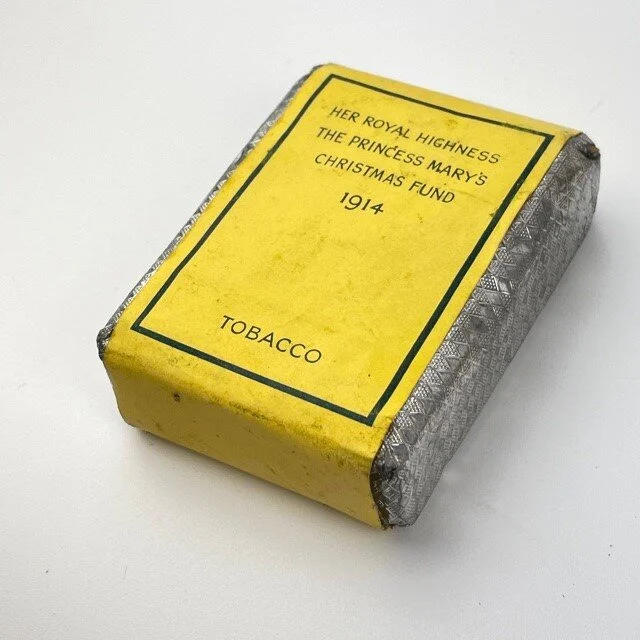 HER ROYAL HIGHNESS
THE PRINCESS MARY'S
CHRISTMAS FUND
1914
TOBACCO